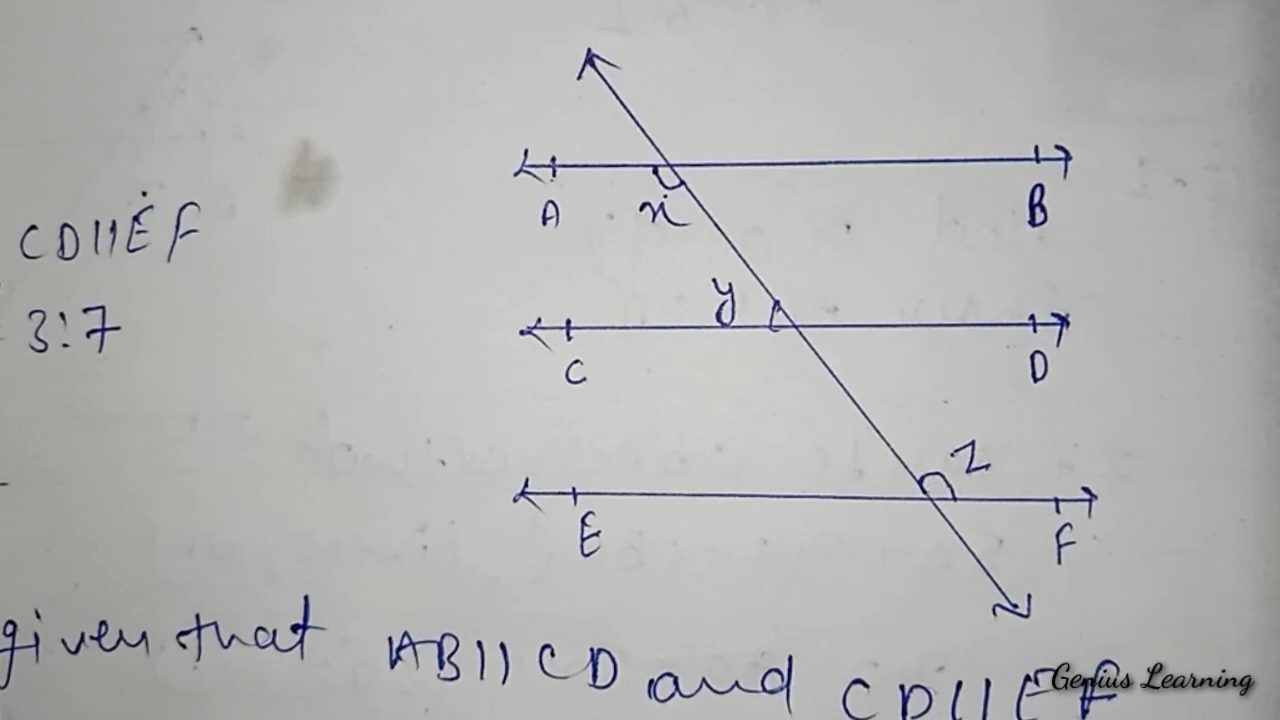 A x B
CD||EF
y
3:7
C D
z
E F
given that AB || CD and CD || EF
Genius Learning